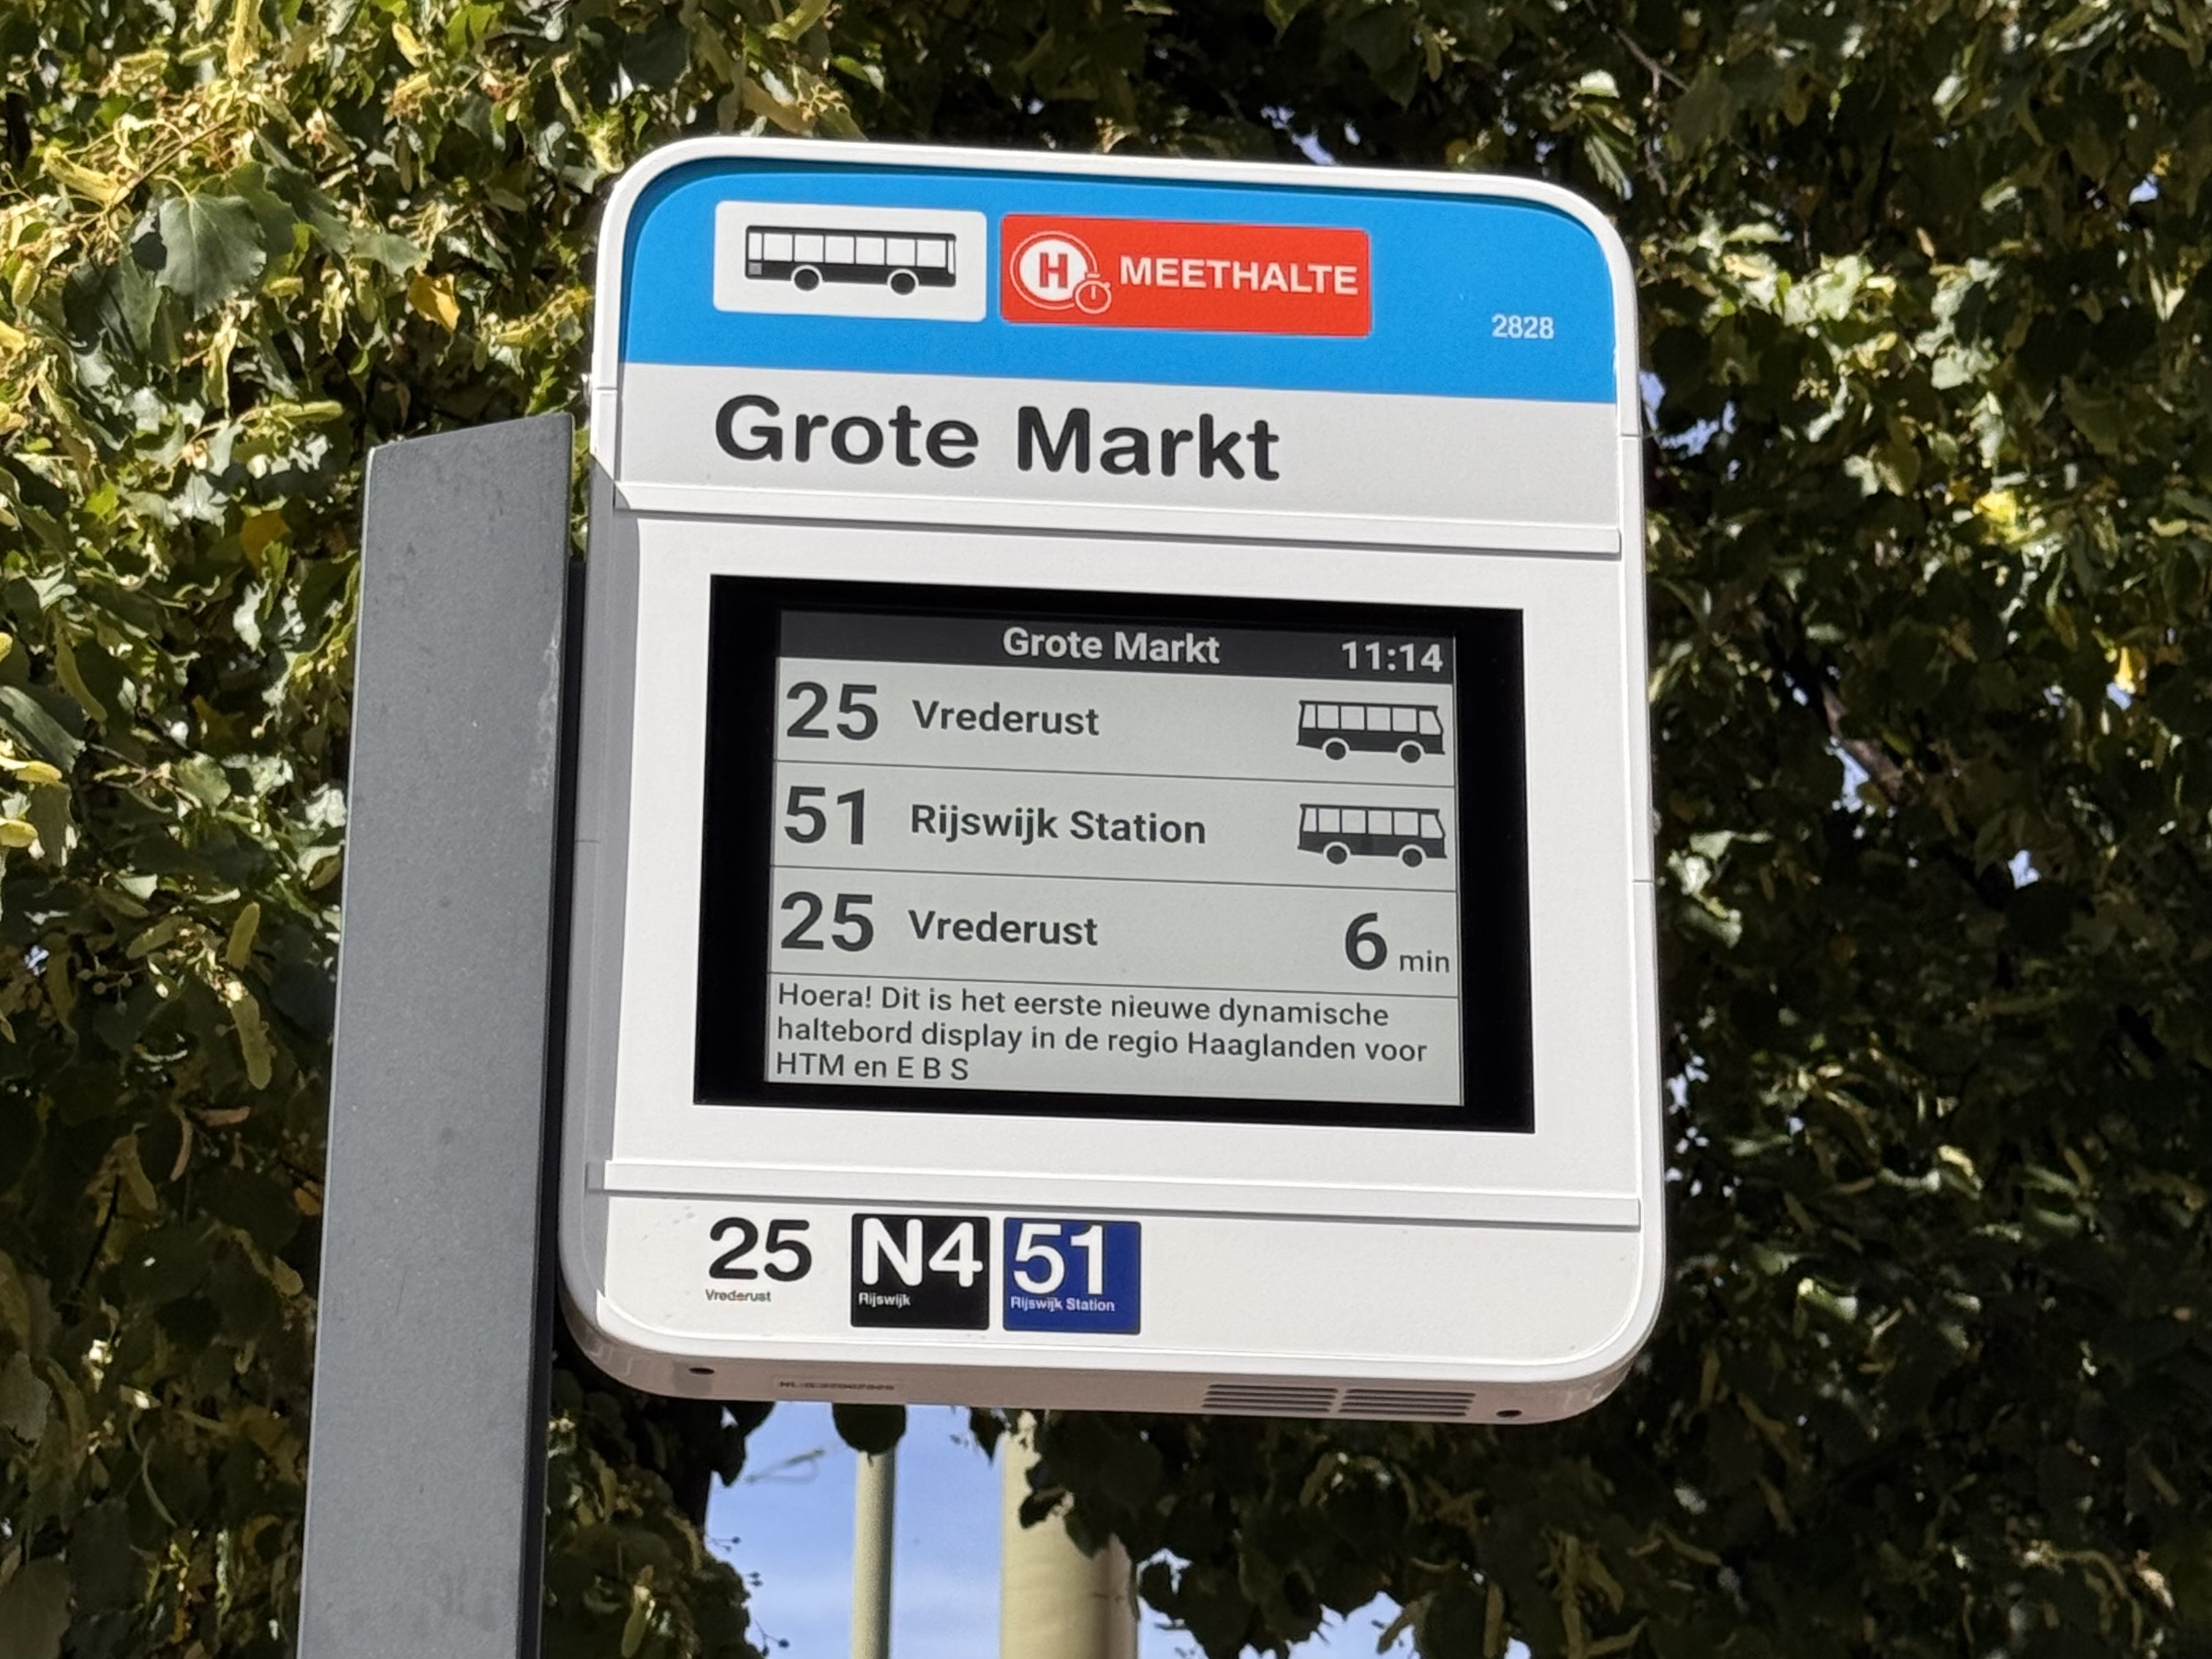 H MEETHALTE
2828
Grote Markt
Grote Markt 11:14
25 Vrederust
51 Rijswijk Station
25 Vrederust 6 min
Hoera! Dit is het eerste nieuwe dynamische
haltebord display in de regio Haaglanden voor
HTM en E B S
25 N4 51
Vrederust Rijswijk Rijswijk Station